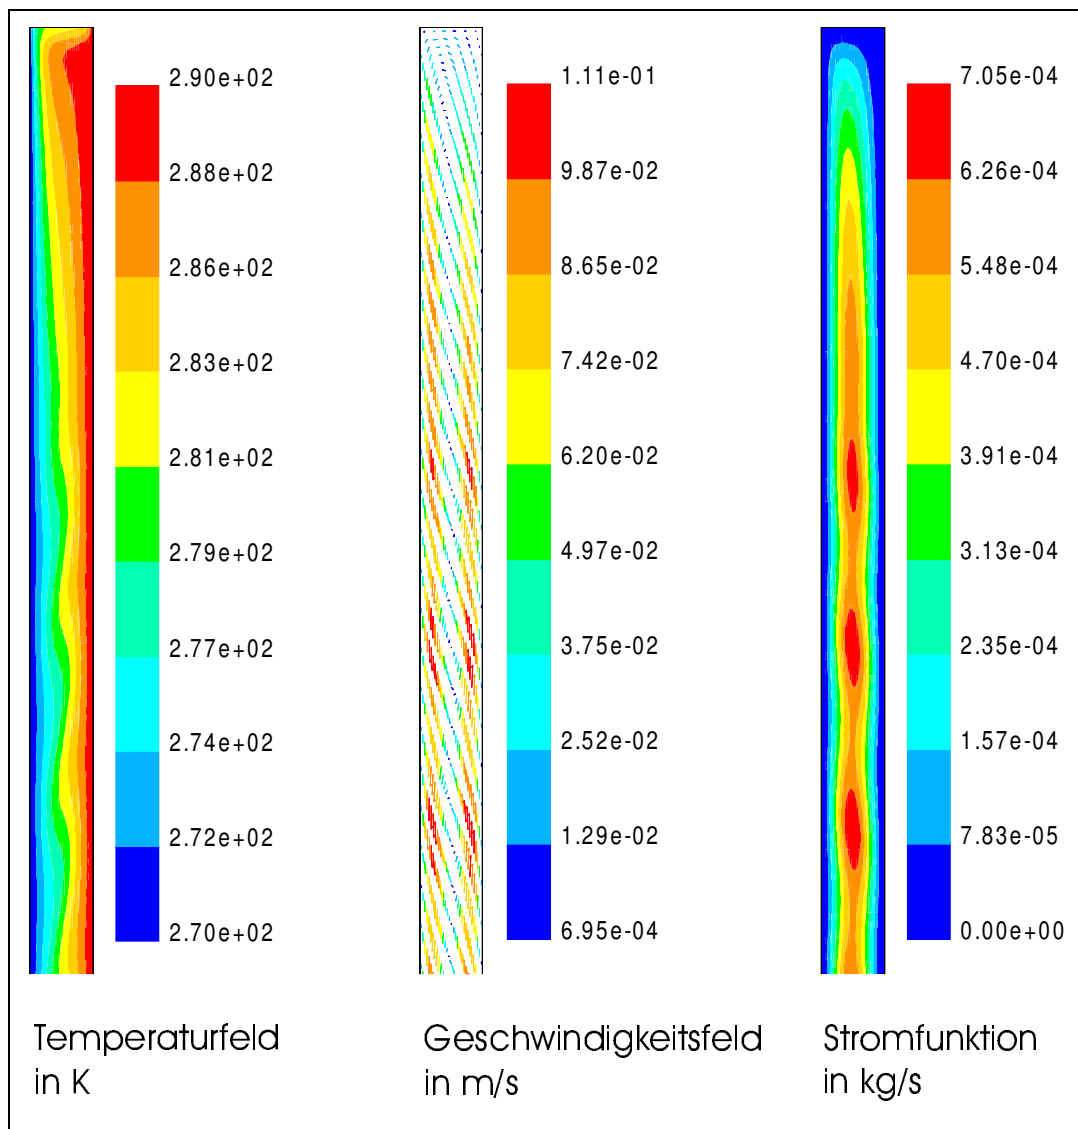 2.90e+02
2.88e+02
2.86e+02
2.83e+02
2.81e+02
2.79e+02
2.77e+02
2.74e+02
2.72e+02
2.70e+02
Temperaturfeld
in K
1.11e-01
9.87e-02
8.65e-02
7.42e-02
6.20e-02
4.97e-02
3.75e-02
2.52e-02
1.29e-02
6.95e-04
Geschwindigkeitsfeld
in m/s
7.05e-04
6.26e-04
5.48e-04
4.70e-04
3.91e-04
3.13e-04
2.35e-04
1.57e-04
7.83e-05
0.00e+00
Stromfunktion
in kg/s